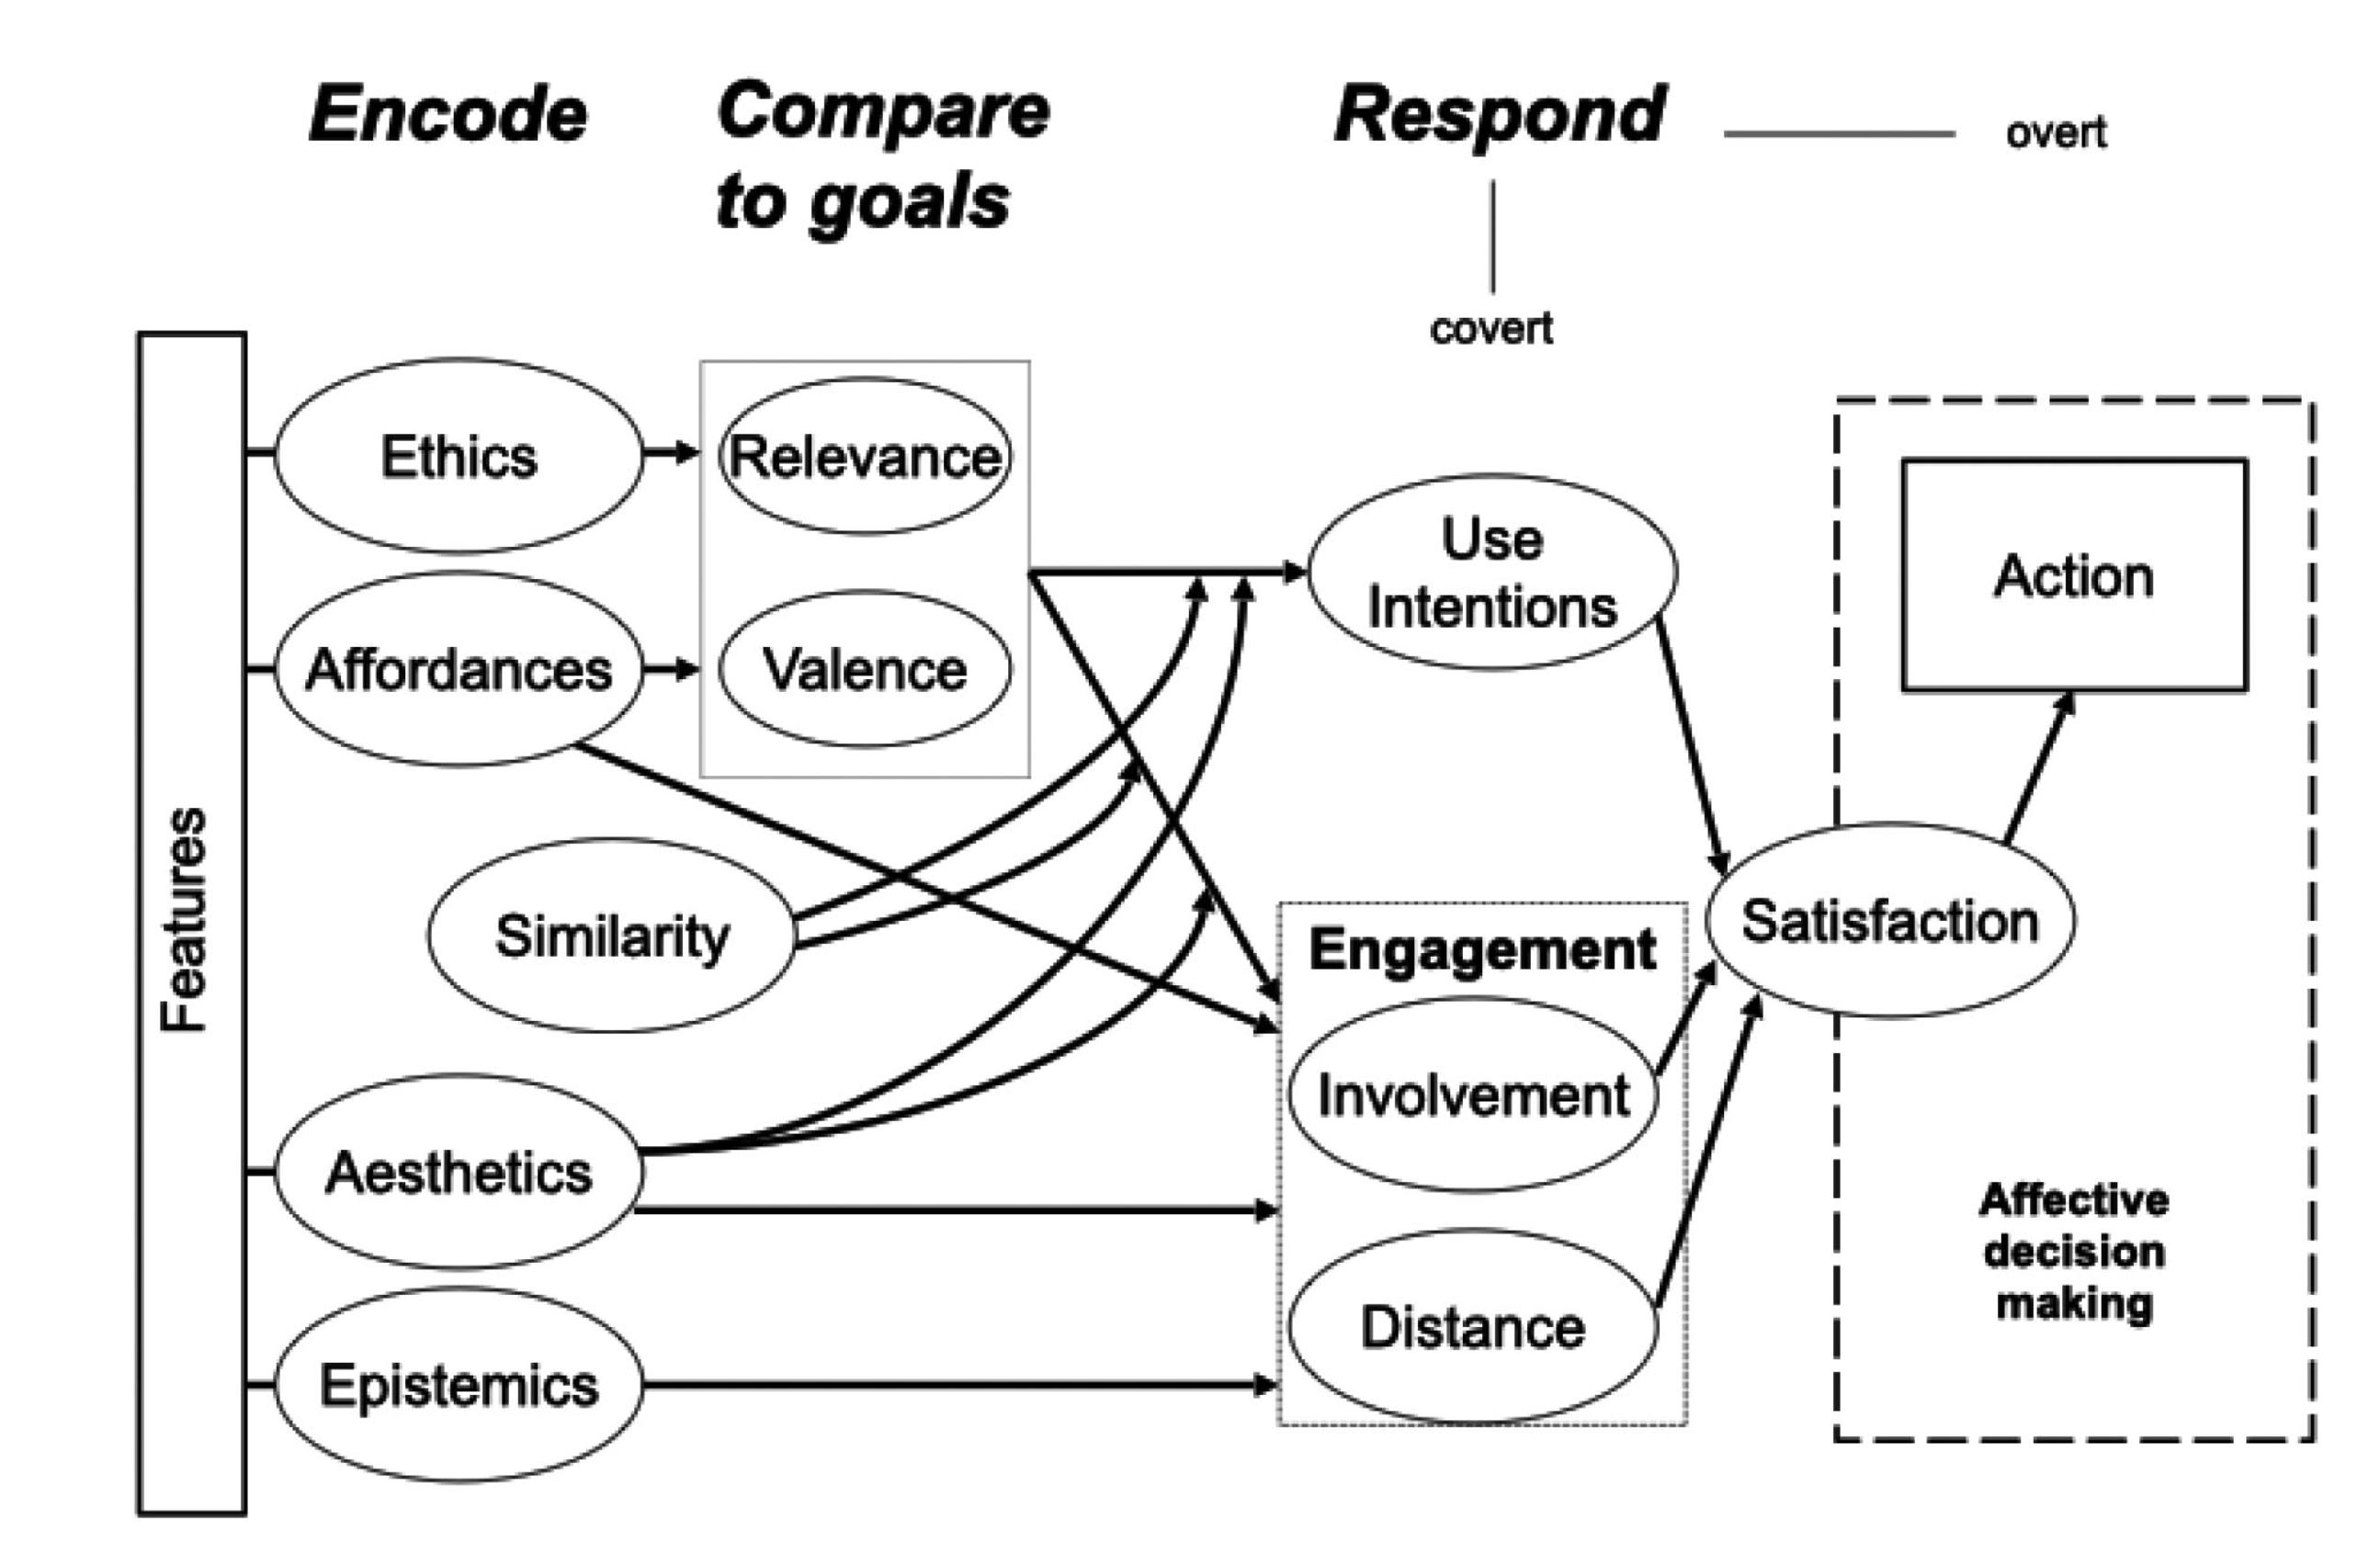 Encode
Compare
to goals
Respond
overt
covert
Features
Ethics
Relevance
Affordances
Valence
Similarity
Aesthetics
Epistemics
Use
Intentions
Engagement
Involvement
Distance
Satisfaction
Action
Affective
decision
making